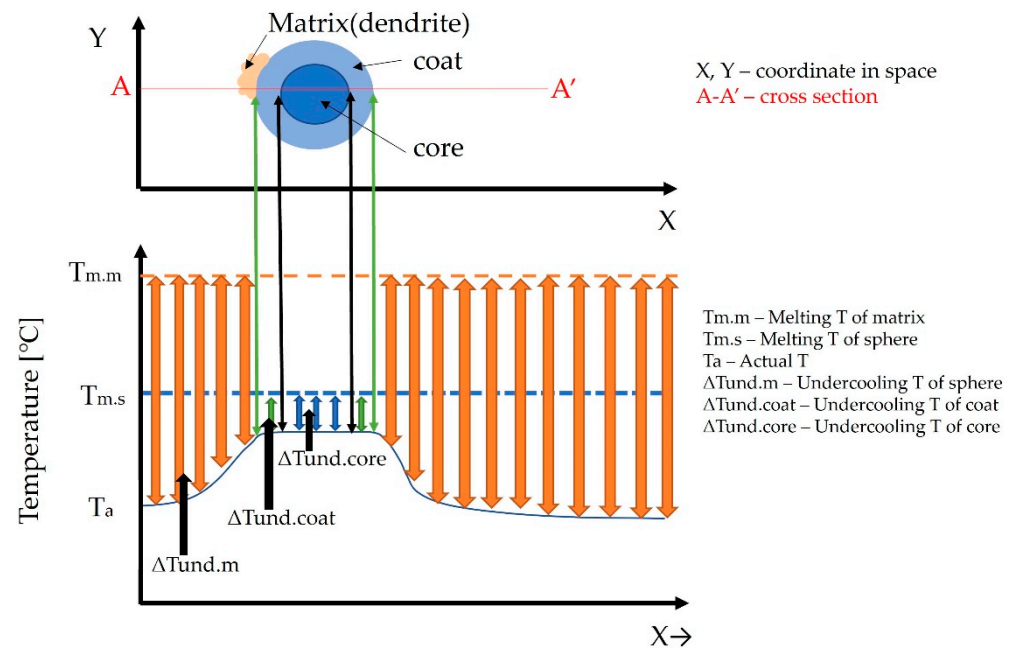 Y
Matrix(dendrite)
coat
A
A'
core
X
X, Y – coordinate in space
A-A' – cross section
Temperature [°C]
Tm.m
Tm.s
Ta
ΔTund.core
ΔTund.coat
ΔTund.m
X→
Tm.m – Melting T of matrix
Tm.s – Melting T of sphere
Ta – Actual T
ΔTund.m – Undercooling T of sphere
ΔTund.coat – Undercooling T of coat
ΔTund.core – Undercooling T of core